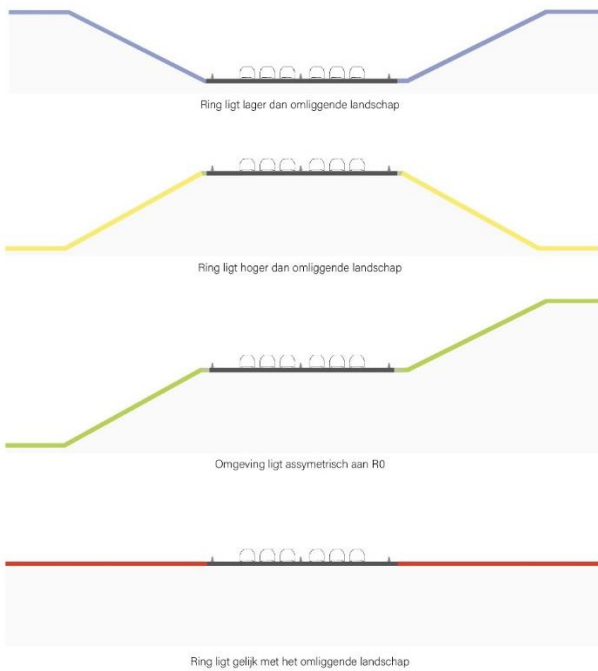 Ring ligt lager dan omliggende landschap
Ring ligt hoger dan omliggende landschap
Omgeving ligt assymetrisch aan R0
Ring ligt gelijk met het omliggende landschap